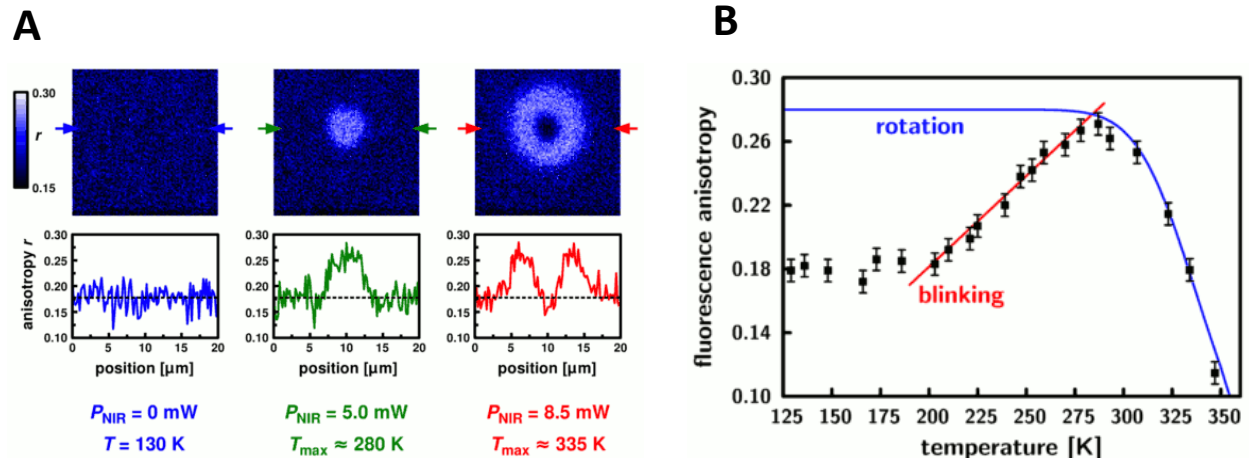 A
B
0.30
r
0.15
anisotropy r
0.30
0.25
0.20
0.15
0.10
0 5 10 15 20
position [µm]
0.30
0.25
0.20
0.15
0.10
0 5 10 15 20
position [µm]
0.30
0.25
0.20
0.15
0.10
0 5 10 15 20
position [µm]
P_NIR = 0 mW
T = 130 K
P_NIR = 5.0 mW
T_max ≈ 280 K
P_NIR = 8.5 mW
T_max ≈ 335 K
fluorescence anisotropy
0.30
0.26
0.22
0.18
0.14
0.10
rotation
blinking
125 150 175 200 225 250 275 300 325 350
temperature [K]